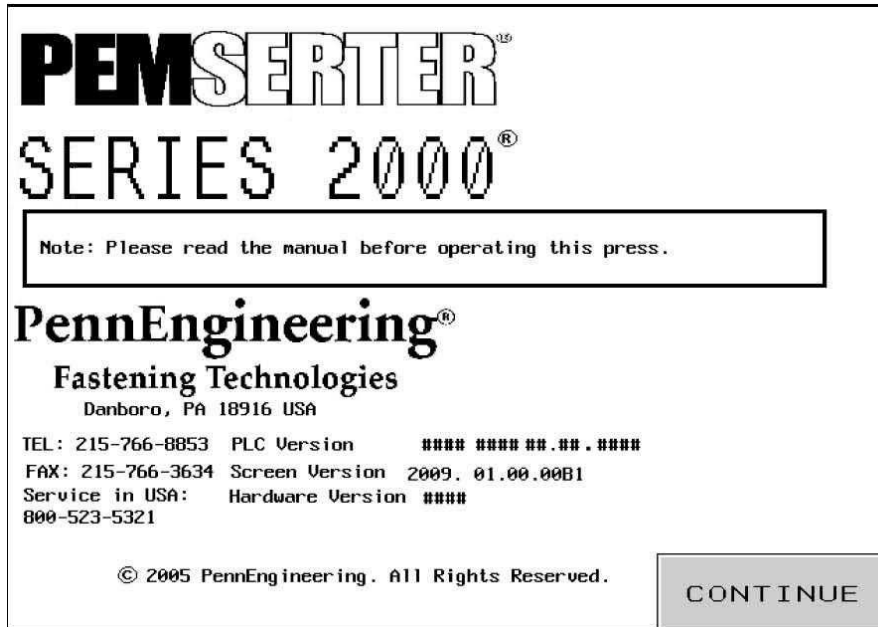 PEMSERTER®
SERIES 2000®
Note: Please read the manual before operating this press.
PennEngineering®
Fastening Technologies
Danboro, PA 18916 USA
TEL: 215-766-8853 PLC Version #### #### ##.##.####
FAX: 215-766-3634 Screen Version 2009. 01.00.00B1
Service in USA: Hardware Version ####
800-523-5321
© 2005 PennEngineering. All Rights Reserved.
CONTINUE